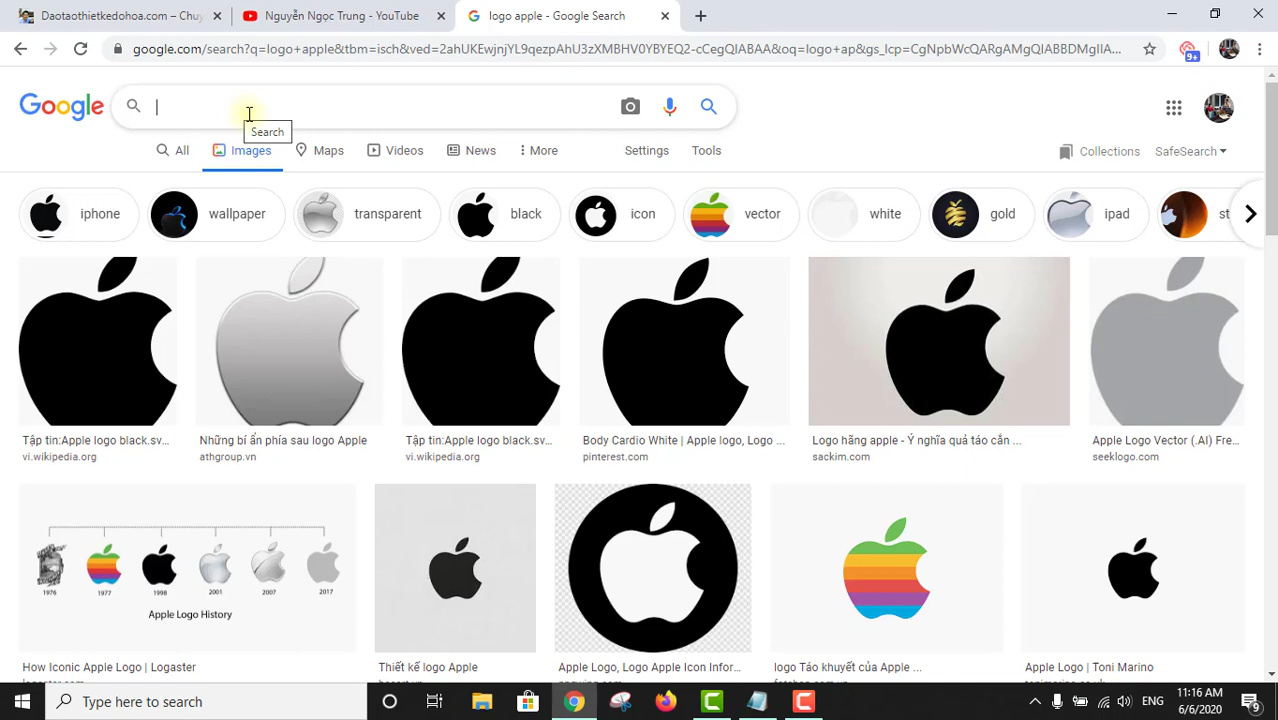 Daotaothietkedohoa.com – Chuy
Nguyễn Ngọc Trung - YouTube
logo apple - Google Search
google.com/search?q=logo+apple&tbm=isch&ved=2ahUKEwjnjYL9qezpAhU3zXMBHV0YBYEQ2-cCegQIABAA&oq=logo+ap&gs_lcp=CgNpbWcQARgAMgQIABBDMgIIA...
9+
Google
Search
All
Images
Maps
Videos
News
More
Settings
Tools
Collections
SafeSearch
iphone
wallpaper
transparent
black
icon
vector
white
gold
ipad
st
Tập tin:Apple logo black.sv...
vi.wikipedia.org
Những bí ẩn phía sau logo Apple
athgroup.vn
Tập tin:Apple logo black.sv...
vi.wikipedia.org
Body Cardio White | Apple logo, Logo ...
pinterest.com
Logo hãng apple - Ý nghĩa quả táo cắn ...
sackim.com
Apple Logo Vector (.AI) Fre...
seeklogo.com
1976
1977
1998
2001
2007
2017
Apple Logo History
How Iconic Apple Logo | Logaster
Thiết kế logo Apple
Apple Logo, Logo Apple Icon Infor...
logo Táo khuyết của Apple ...
Apple Logo | Toni Marino
Type here to search
ENG
11:16 AM
6/6/2020
9